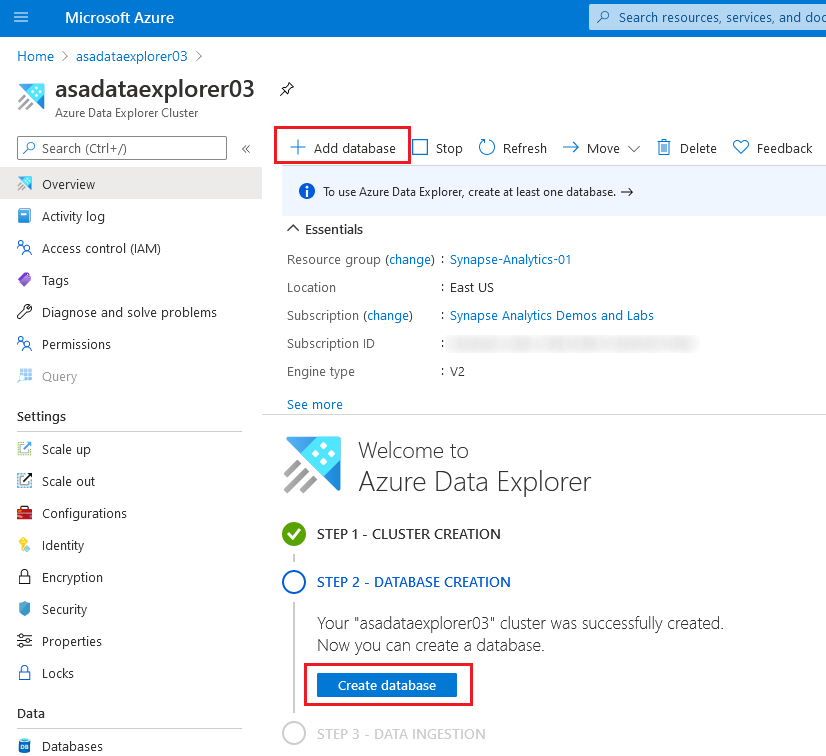 Microsoft Azure
Search resources, services, and doc
Home > asadataexplorer03 >
asadataexplorer03
Azure Data Explorer Cluster
Search (Ctrl+/)
«
Add database
Stop
Refresh
Move
Delete
Feedback
Overview
Activity log
Access control (IAM)
Tags
Diagnose and solve problems
Permissions
Query
Settings
Scale up
Scale out
Configurations
Identity
Encryption
Security
Properties
Locks
Data
Databases
To use Azure Data Explorer, create at least one database. →
Essentials
Resource group (change) : Synapse-Analytics-01
Location : East US
Subscription (change) : Synapse Analytics Demos and Labs
Subscription ID :
Engine type : V2
See more
Welcome to
Azure Data Explorer
STEP 1 - CLUSTER CREATION
STEP 2 - DATABASE CREATION
Your "asadataexplorer03" cluster was successfully created.
Now you can create a database.
Create database
STEP 3 - DATA INGESTION